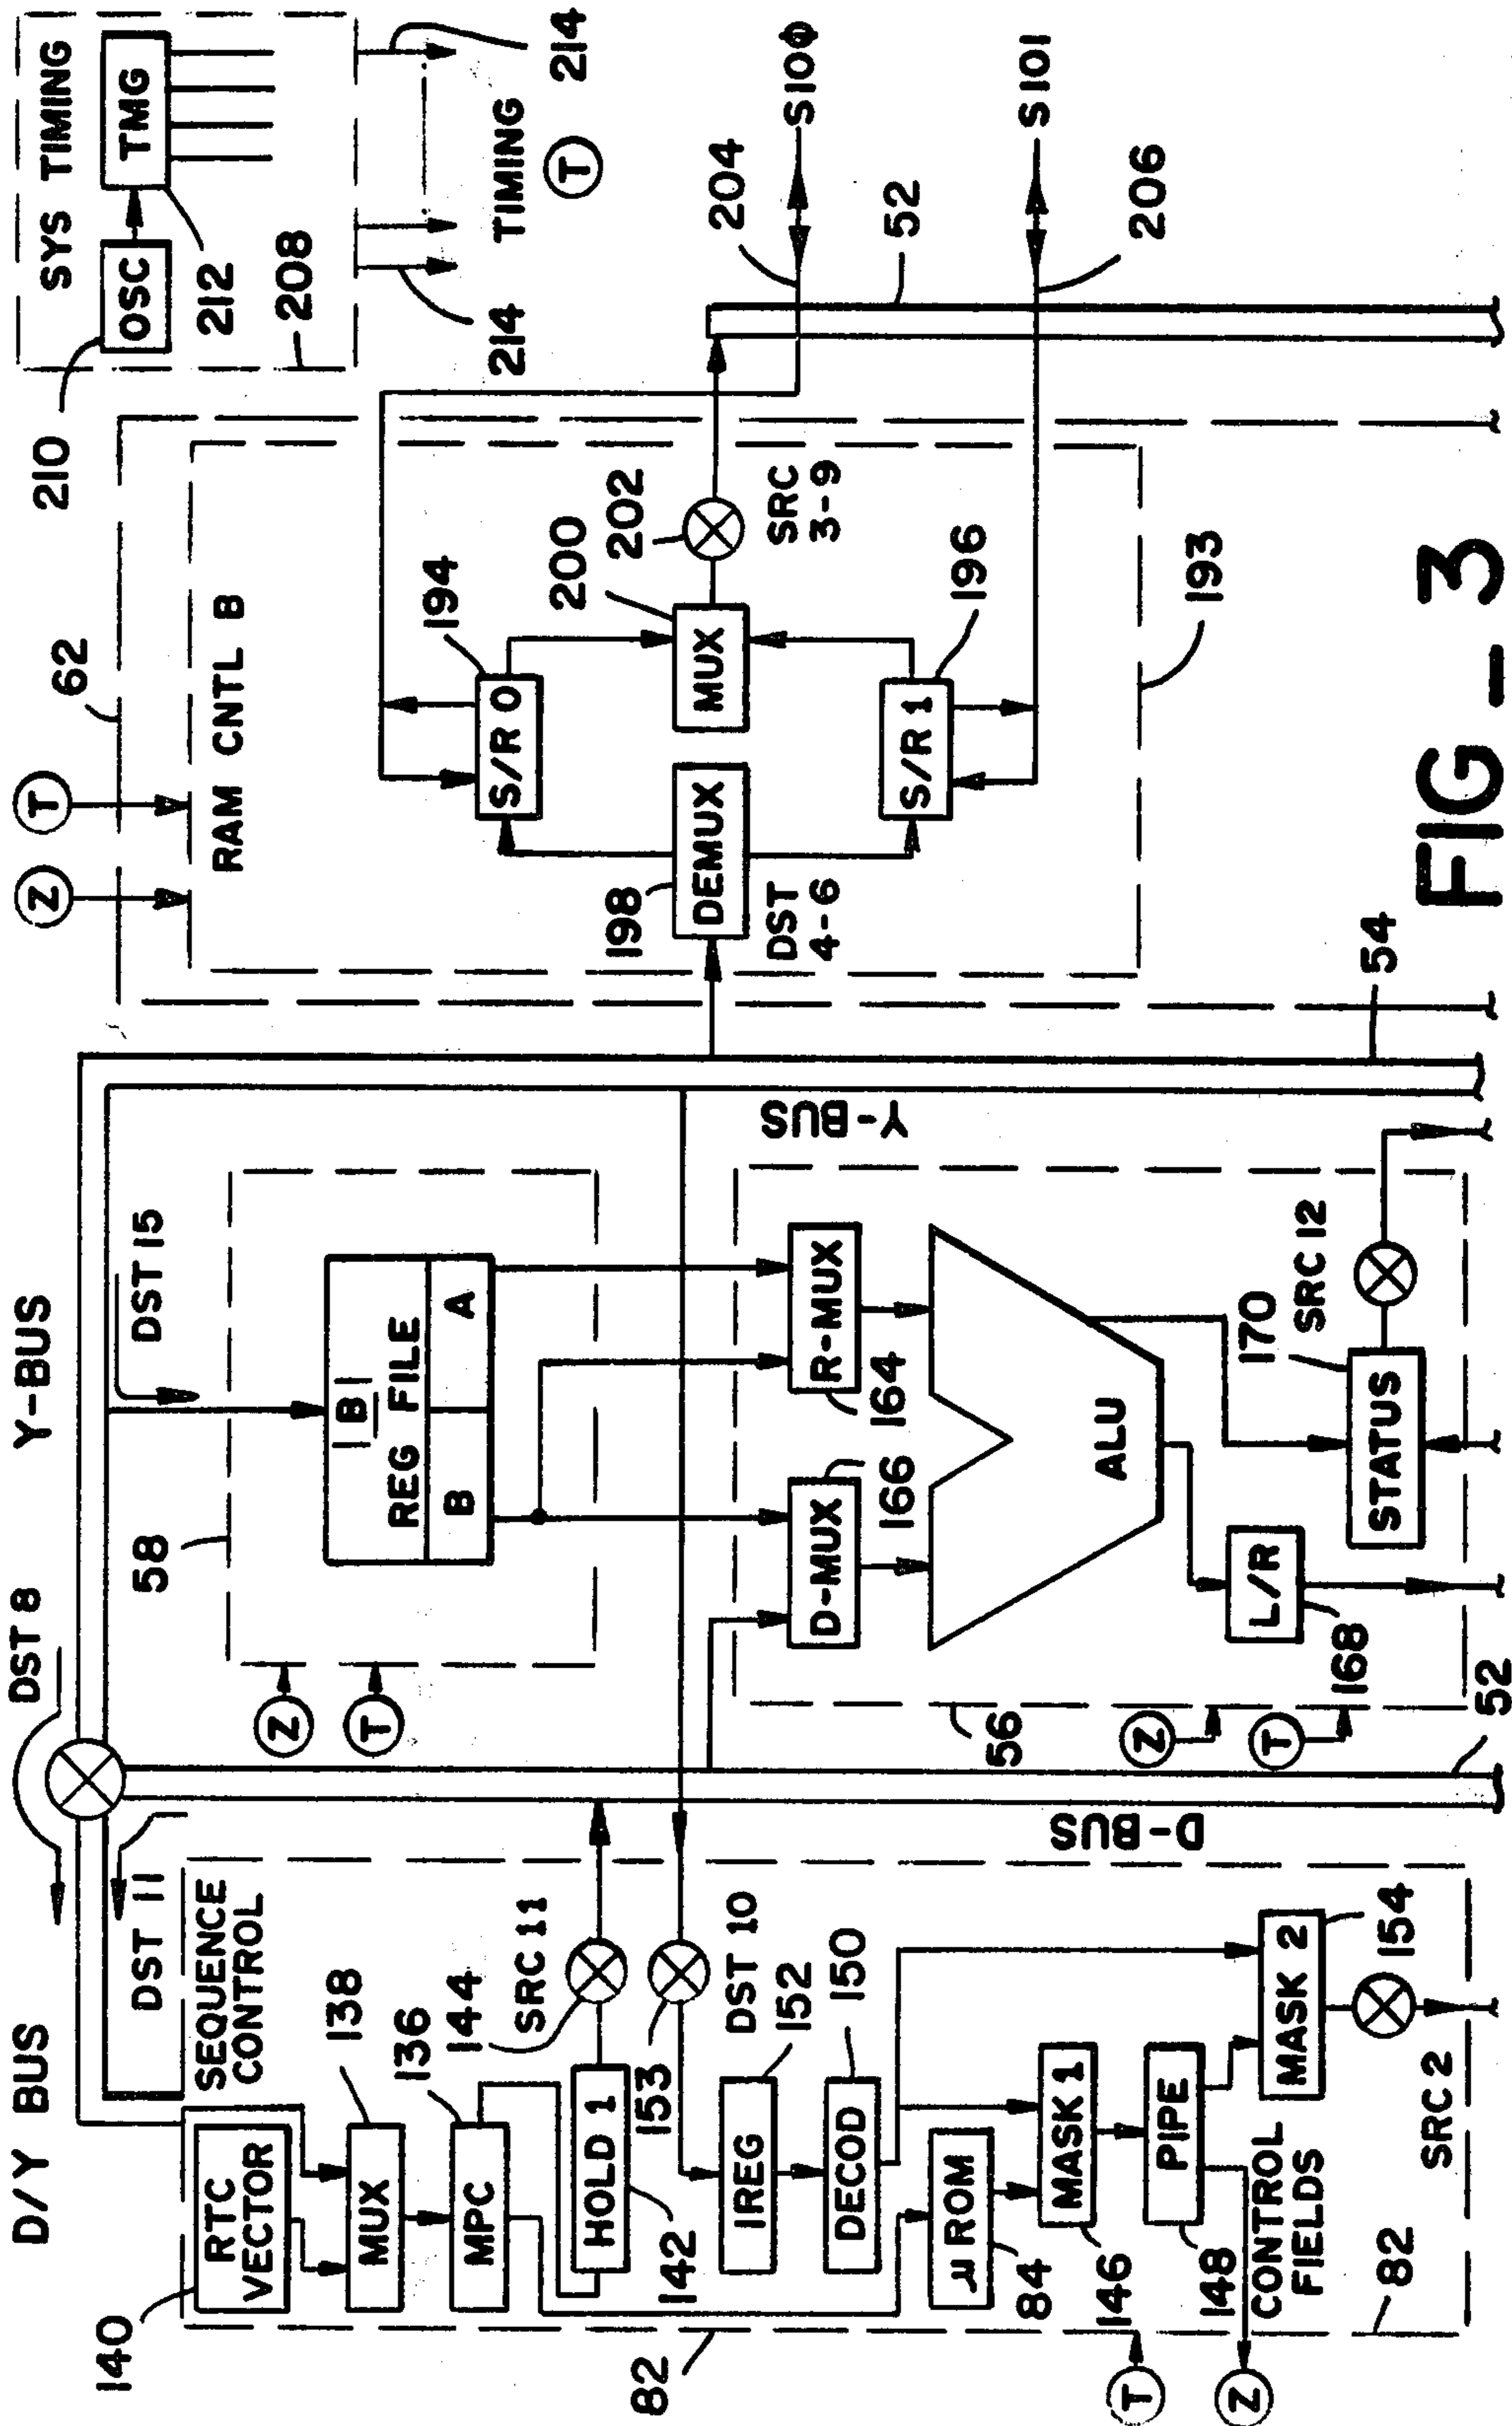 D/Y BUS
DST 8
Y-BUS
DST 11
DST 15
140
RTC
VECTOR
SEQUENCE
CONTROL
138
MUX
136
MPC
144
SRC 11
HOLD 1
142
153
DST 10
IREG
152
DECOD
150
μ ROM
84
MASK 1
146
PIPE
148
MASK 2
154
CONTROL
FIELDS
SRC 2
82
82
T
Z
D-BUS
52
58
Z
T
B
REG FILE
B
A
Y-BUS
D-MUX
166
R-MUX
164
ALU
56
Z
T
L/R
168
STATUS
170
SRC 12
54
Z
T
62
RAM CNTL B
S/R 0
194
198
DEMUX
DST
4-6
200
MUX
202
SRC
3-9
S/R 1
196
193
210
SYS TIMING
OSC
TMG
212
208
214
214
TIMING
T
204
S10Φ
52
S101
206
FIG - 3